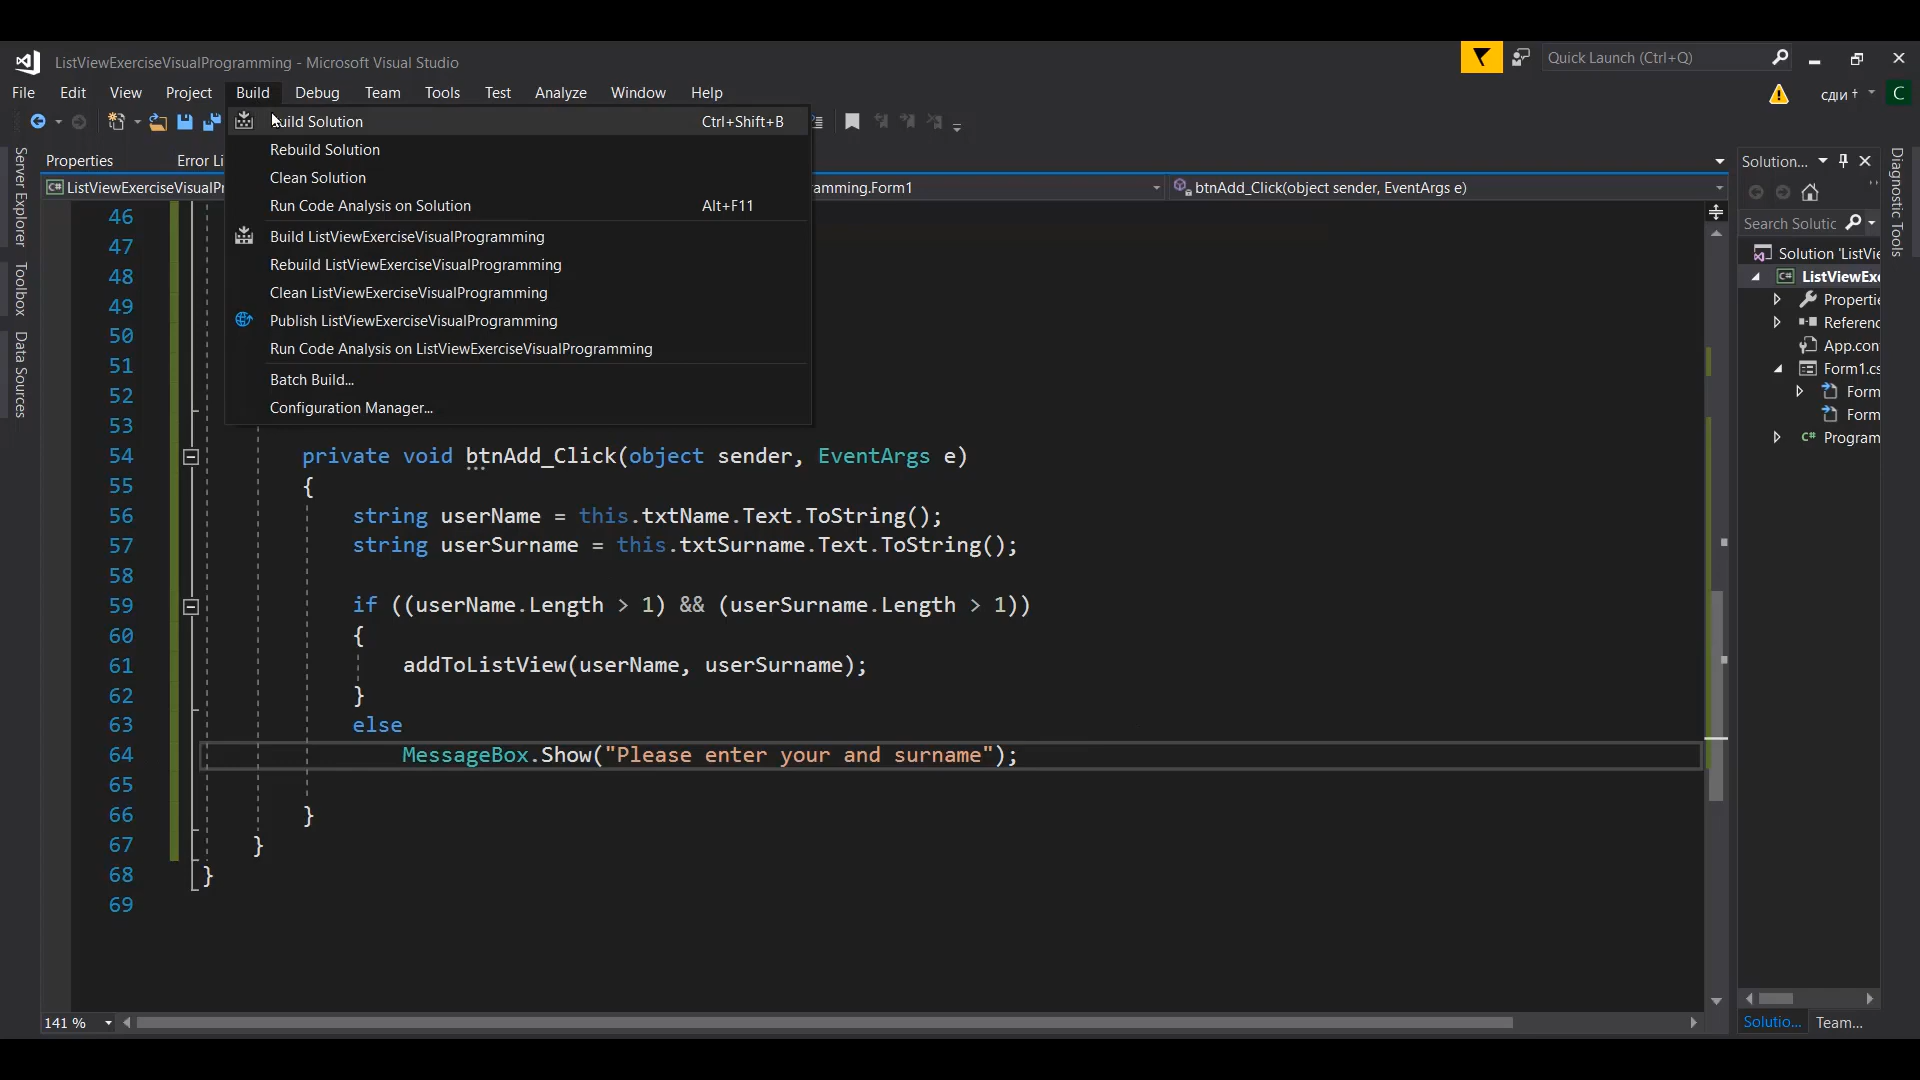 ListViewExerciseVisualProgramming - Microsoft Visual Studio
Quick Launch (Ctrl+Q)
File Edit View Project Build Debug Team Tools Test Analyze Window Help
сди †
C
Build Solution Ctrl+Shift+B
Rebuild Solution
Clean Solution
Run Code Analysis on Solution Alt+F11
Build ListViewExerciseVisualProgramming
Rebuild ListViewExerciseVisualProgramming
Clean ListViewExerciseVisualProgramming
Publish ListViewExerciseVisualProgramming
Run Code Analysis on ListViewExerciseVisualProgramming
Batch Build...
Configuration Manager...
Server Explorer
Toolbox
Data Sources
Properties Error Li
C# ListViewExerciseVisualPr
amming.Form1
btnAdd_Click(object sender, EventArgs e)
46
47
48
49
50
51
52
53
54 private void btnAdd_Click(object sender, EventArgs e)
55 {
56 string userName = this.txtName.Text.ToString();
57 string userSurname = this.txtSurname.Text.ToString();
58
59 if ((userName.Length > 1) && (userSurname.Length > 1))
60 {
61 addToListView(userName, userSurname);
62 }
63 else
64 MessageBox.Show("Please enter your and surname");
65
66 }
67 }
68 }
69
141 %
Solution...
Search Solutic
Solution 'ListVie
C# ListViewExe
Propertie
Referenc
App.con
Form1.cs
Form
Form
C# Program
Solutio... Team...
Diagnostic Tools